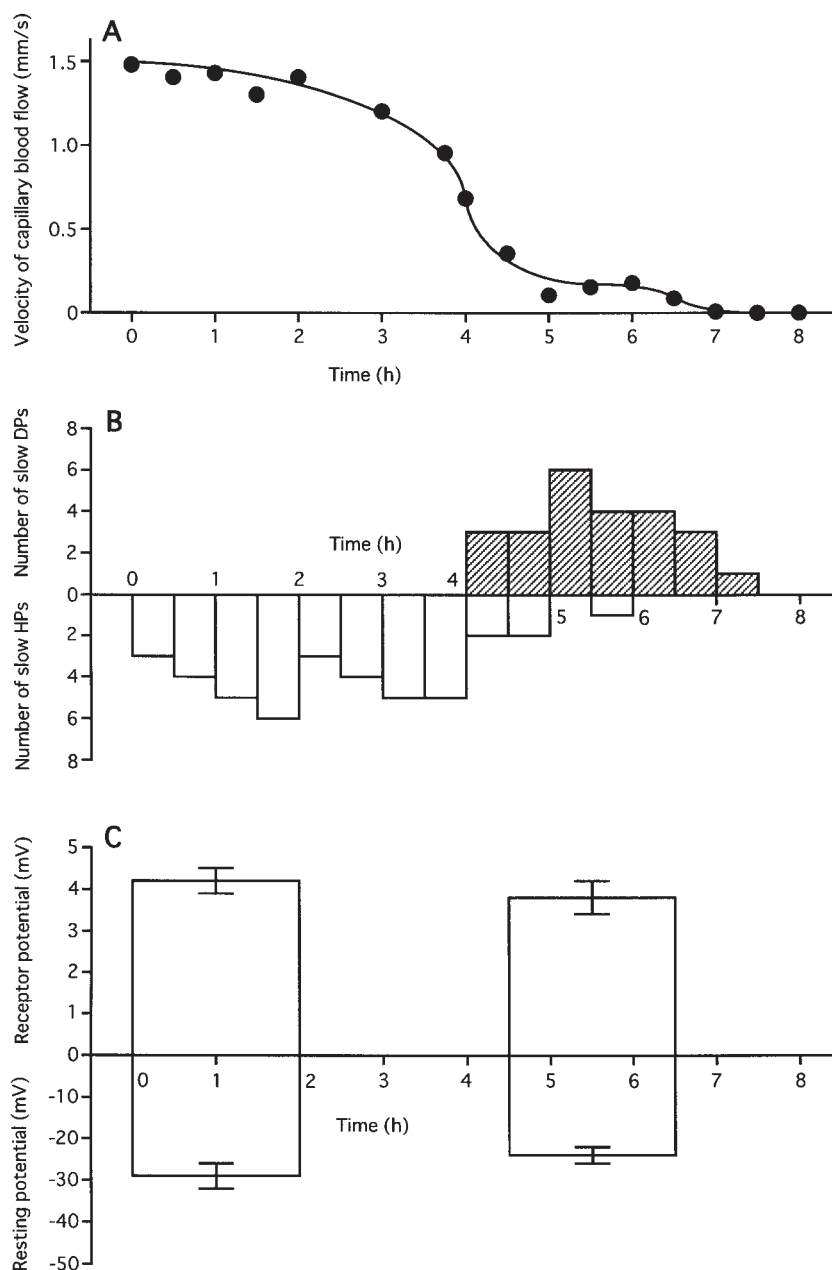 A
Velocity of capillary blood flow (mm/s)
1.5
1.0
0.5
0
0 1 2 3 4 5 6 7 8
Time (h)
B
Number of slow DPs
8
6
4
2
0
Time (h)
0 1 2 3 4
5 6 7 8
Number of slow HPs
2
4
6
8
C
Receptor potential (mV)
5
4
3
2
1
0
0 1 2 3 4 5 6 7 8
Time (h)
Resting potential (mV)
-10
-20
-30
-40
-50